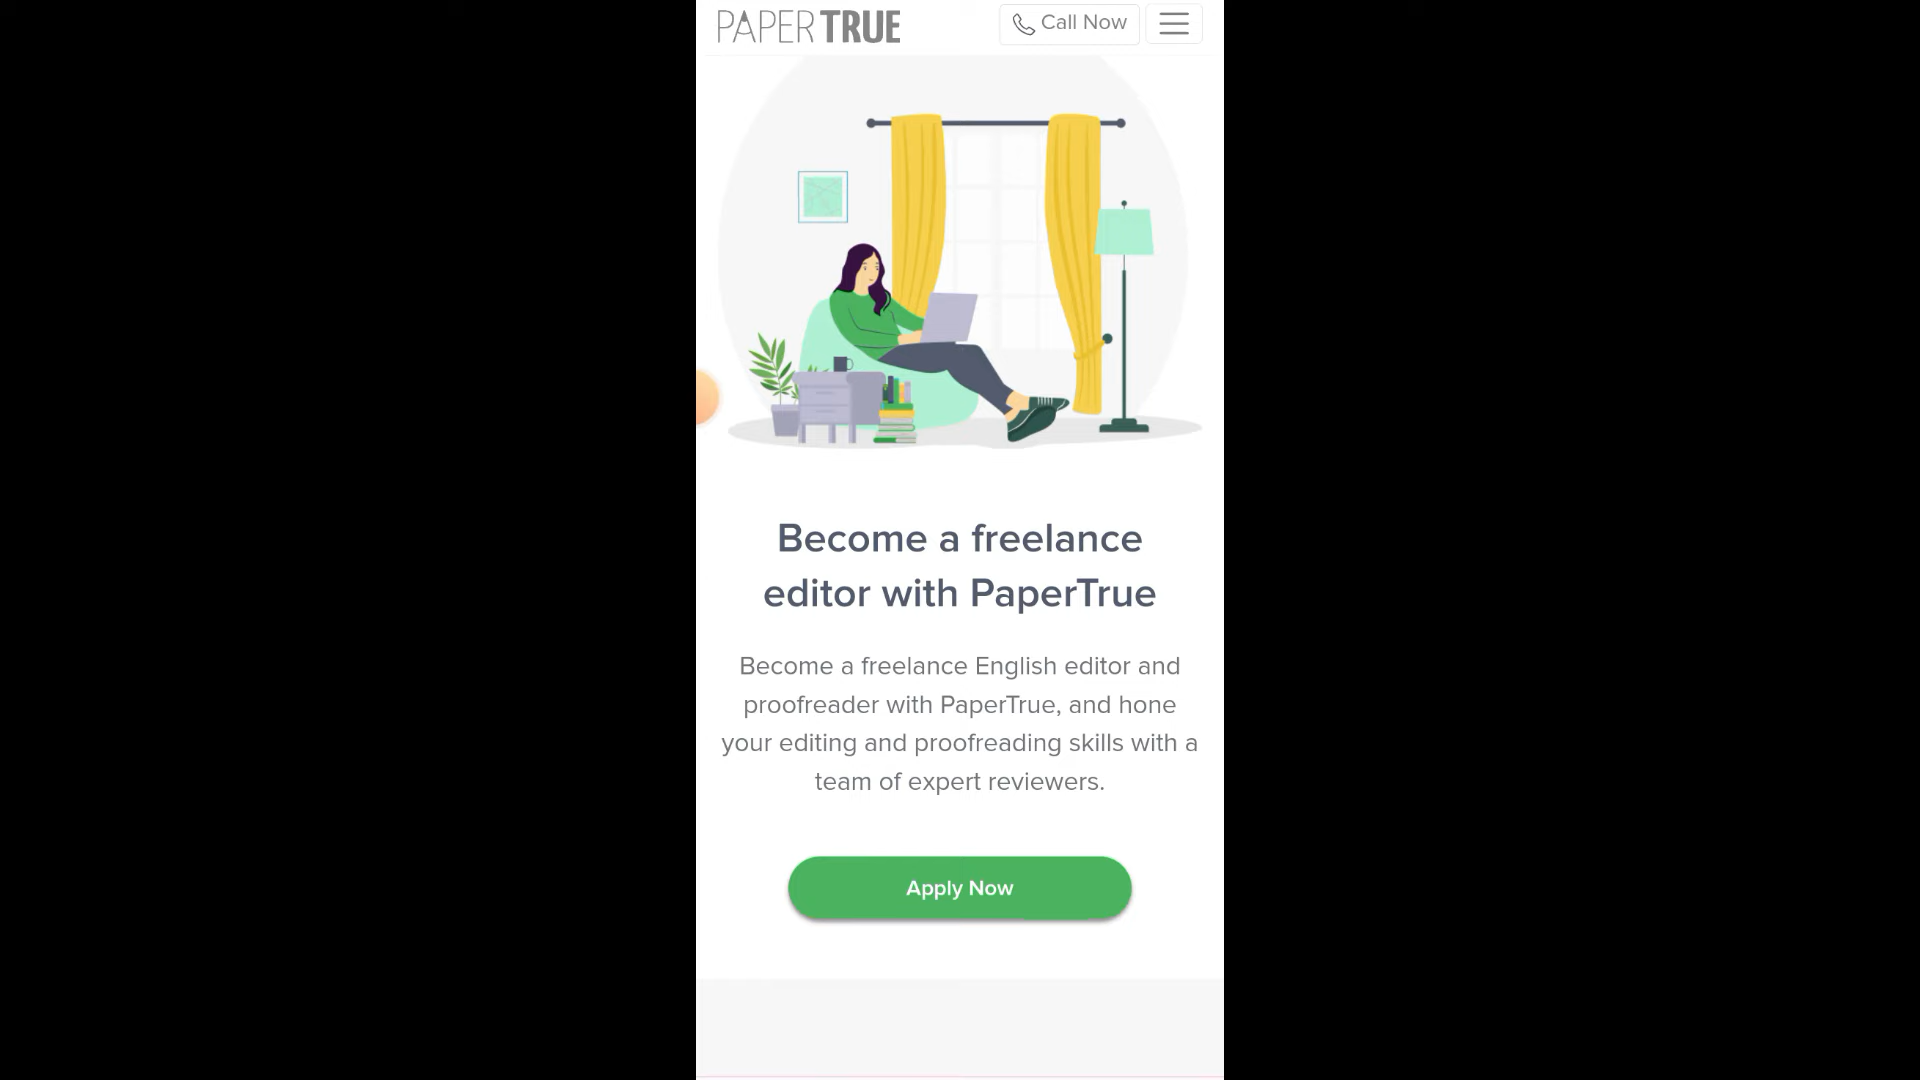 PAPERTRUE
Call Now
Become a freelance
editor with PaperTrue
Become a freelance English editor and
proofreader with PaperTrue, and hone
your editing and proofreading skills with a
team of expert reviewers.
Apply Now